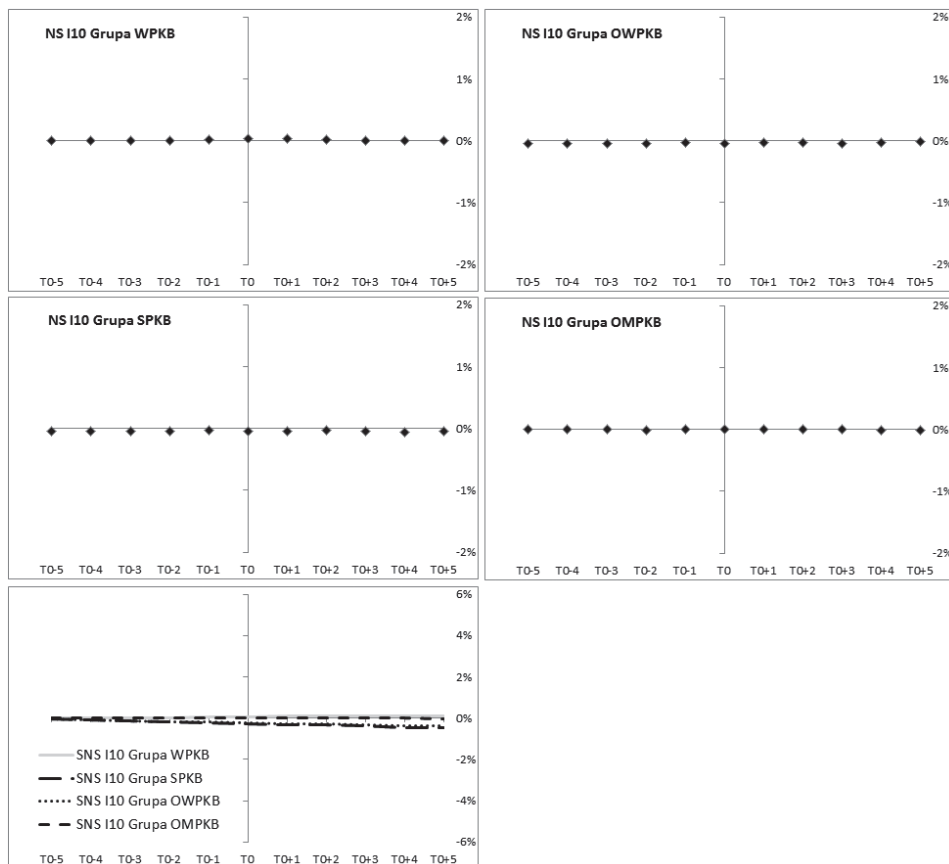 NS I10 Grupa WPKB
2%
1%
0%
-1%
-2%
T0-5 T0-4 T0-3 T0-2 T0-1 T0 T0+1 T0+2 T0+3 T0+4 T0+5
NS I10 Grupa OWPKB
2%
1%
0%
-1%
-2%
T0-5 T0-4 T0-3 T0-2 T0-1 T0 T0+1 T0+2 T0+3 T0+4 T0+5
NS I10 Grupa SPKB
2%
1%
0%
-1%
-2%
T0-5 T0-4 T0-3 T0-2 T0-1 T0 T0+1 T0+2 T0+3 T0+4 T0+5
NS I10 Grupa OMPKB
2%
1%
0%
-1%
-2%
T0-5 T0-4 T0-3 T0-2 T0-1 T0 T0+1 T0+2 T0+3 T0+4 T0+5
6%
4%
2%
0%
-2%
-4%
-6%
SNS I10 Grupa WPKB
SNS I10 Grupa SPKB
SNS I10 Grupa OWPKB
SNS I10 Grupa OMPKB
T0-5 T0-4 T0-3 T0-2 T0-1 T0 T0+1 T0+2 T0+3 T0+4 T0+5